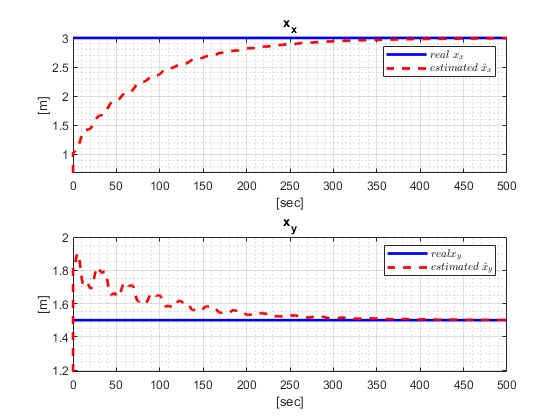 x_x
3
2.5
2
1.5
1
[m]
real x_x
estimated x̂_x
0 50 100 150 200 250 300 350 400 450 500
[sec]
x_y
2
1.8
1.6
1.4
1.2
[m]
realx_y
estimated x̂_y
0 50 100 150 200 250 300 350 400 450 500
[sec]